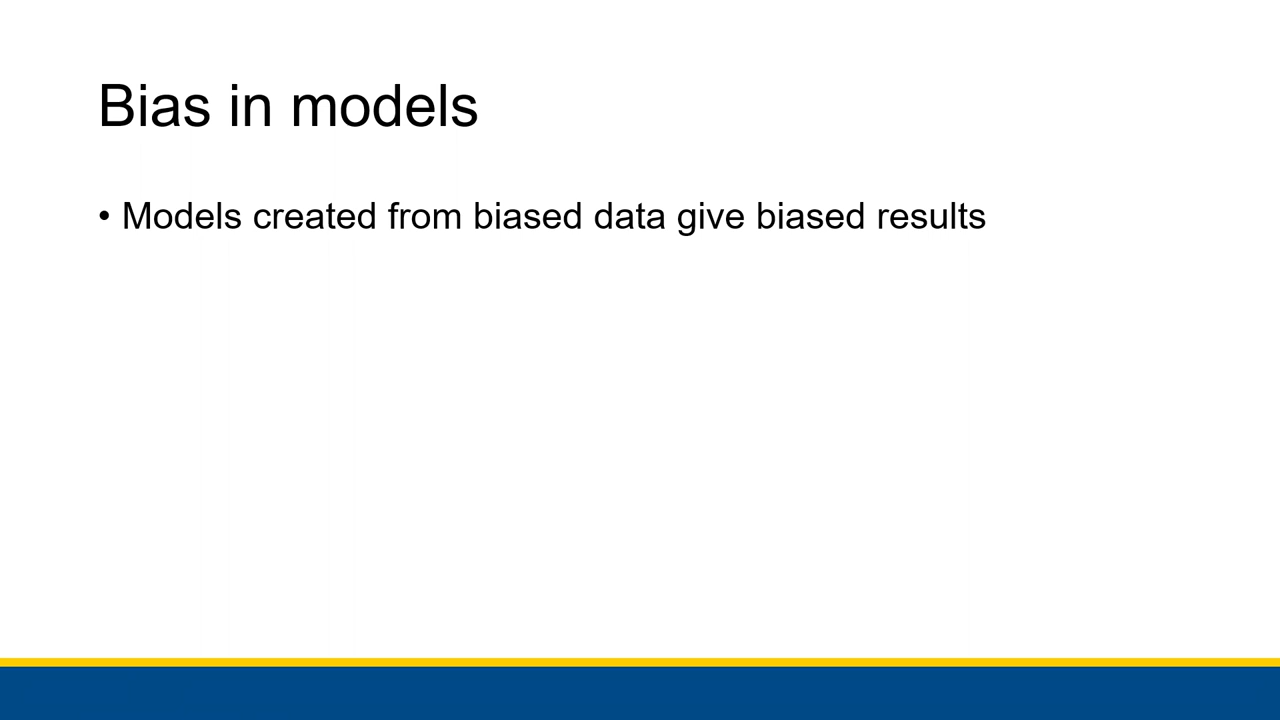 Bias in models
• Models created from biased data give biased results